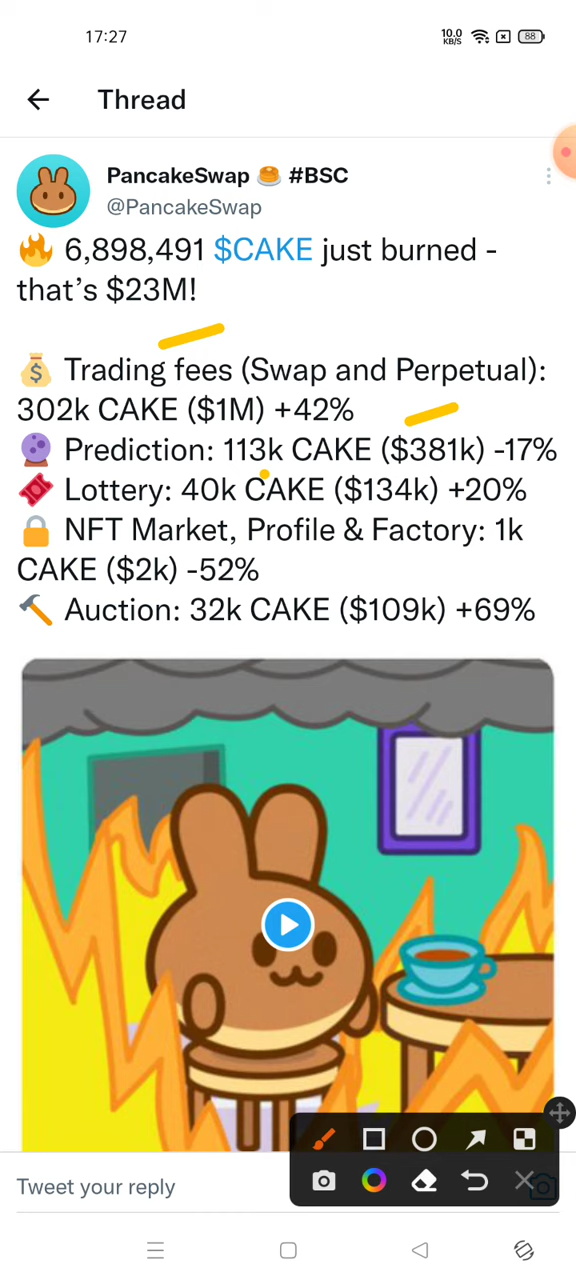 17:27
10.0
KB/S
88
Thread
PancakeSwap 🥞 #BSC
@PancakeSwap
🔥 6,898,491 $CAKE just burned -
that’s $23M!
💰 Trading fees (Swap and Perpetual):
302k CAKE ($1M) +42%
🔮 Prediction: 113k CAKE ($381k) -17%
🎟️ Lottery: 40k CAKE ($134k) +20%
🔒 NFT Market, Profile & Factory: 1k
CAKE ($2k) -52%
🔨 Auction: 32k CAKE ($109k) +69%
Tweet your reply